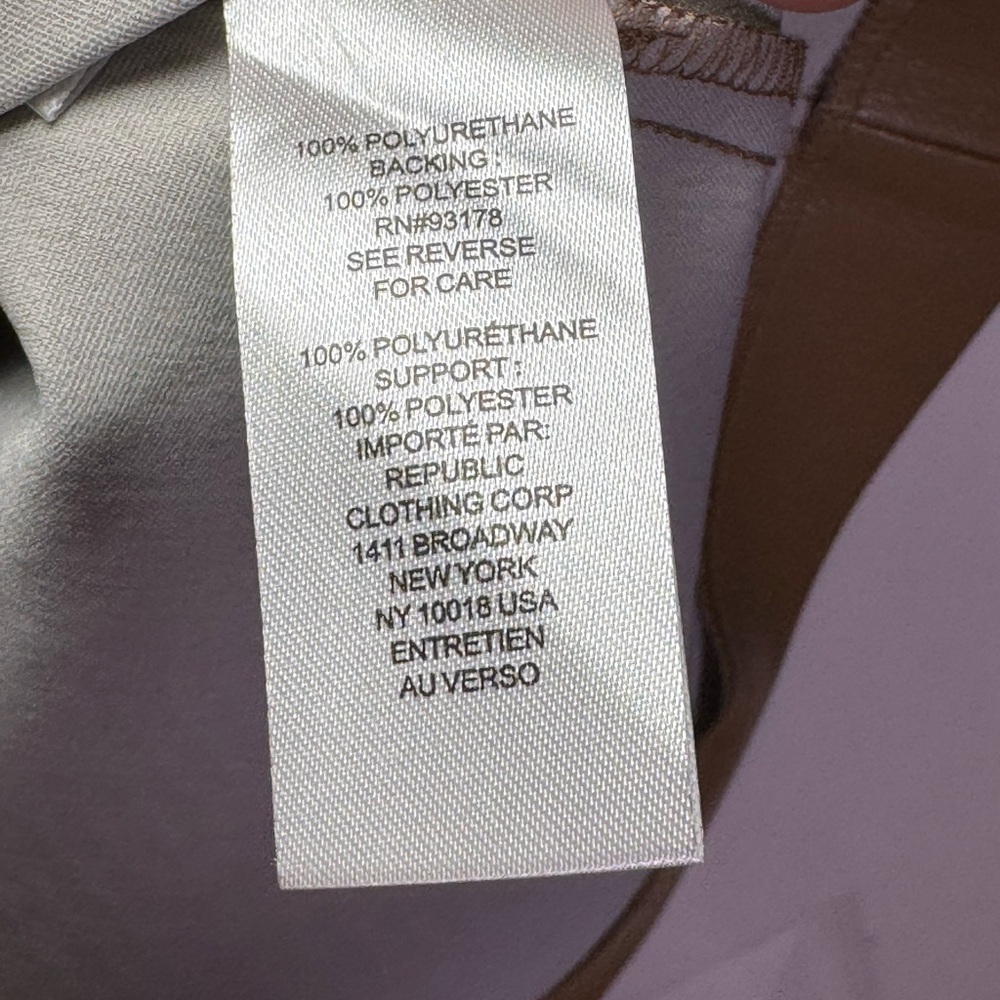 100% POLYURETHANE
BACKING :
100% POLYESTER
RN#93178
SEE REVERSE
FOR CARE
100% POLYURÉTHANE
SUPPORT :
100% POLYESTER
IMPORTÉ PAR:
REPUBLIC
CLOTHING CORP
1411 BROADWAY
NEW YORK
NY 10018 USA
ENTRETIEN
AU VERSO